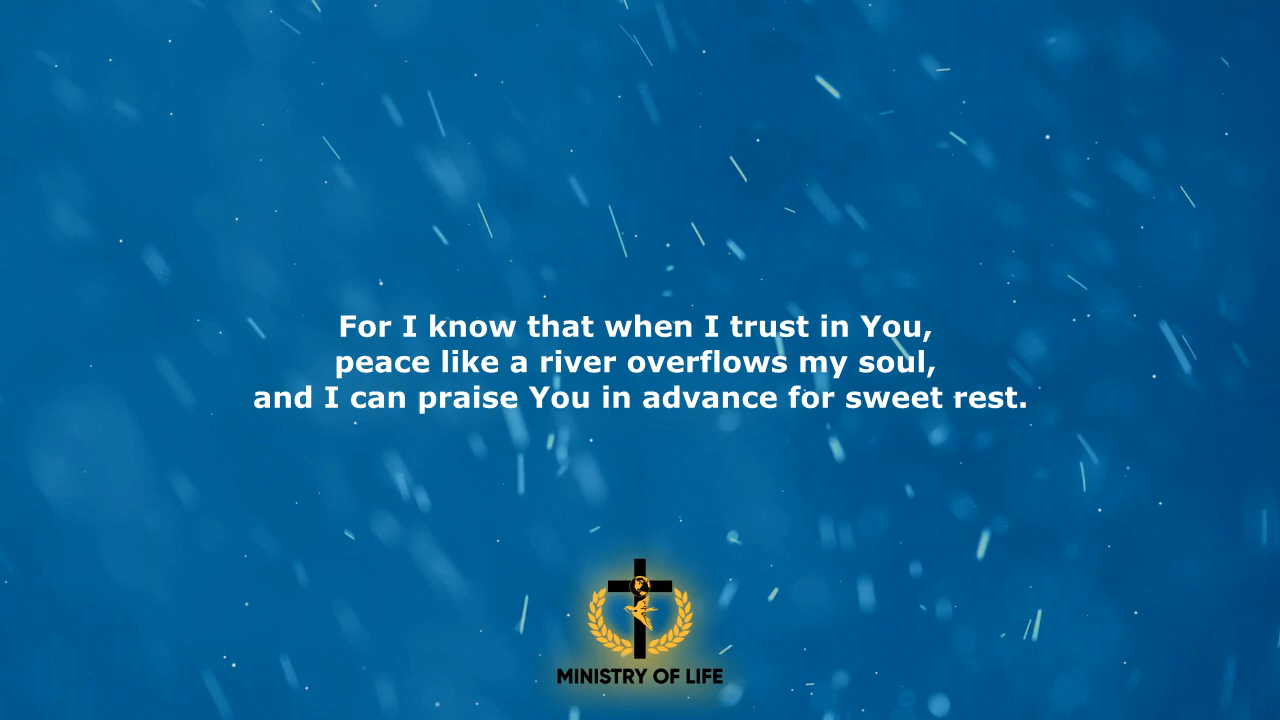 For I know that when I trust in You,
peace like a river overflows my soul,
and I can praise You in advance for sweet rest.
MINISTRY OF LIFE